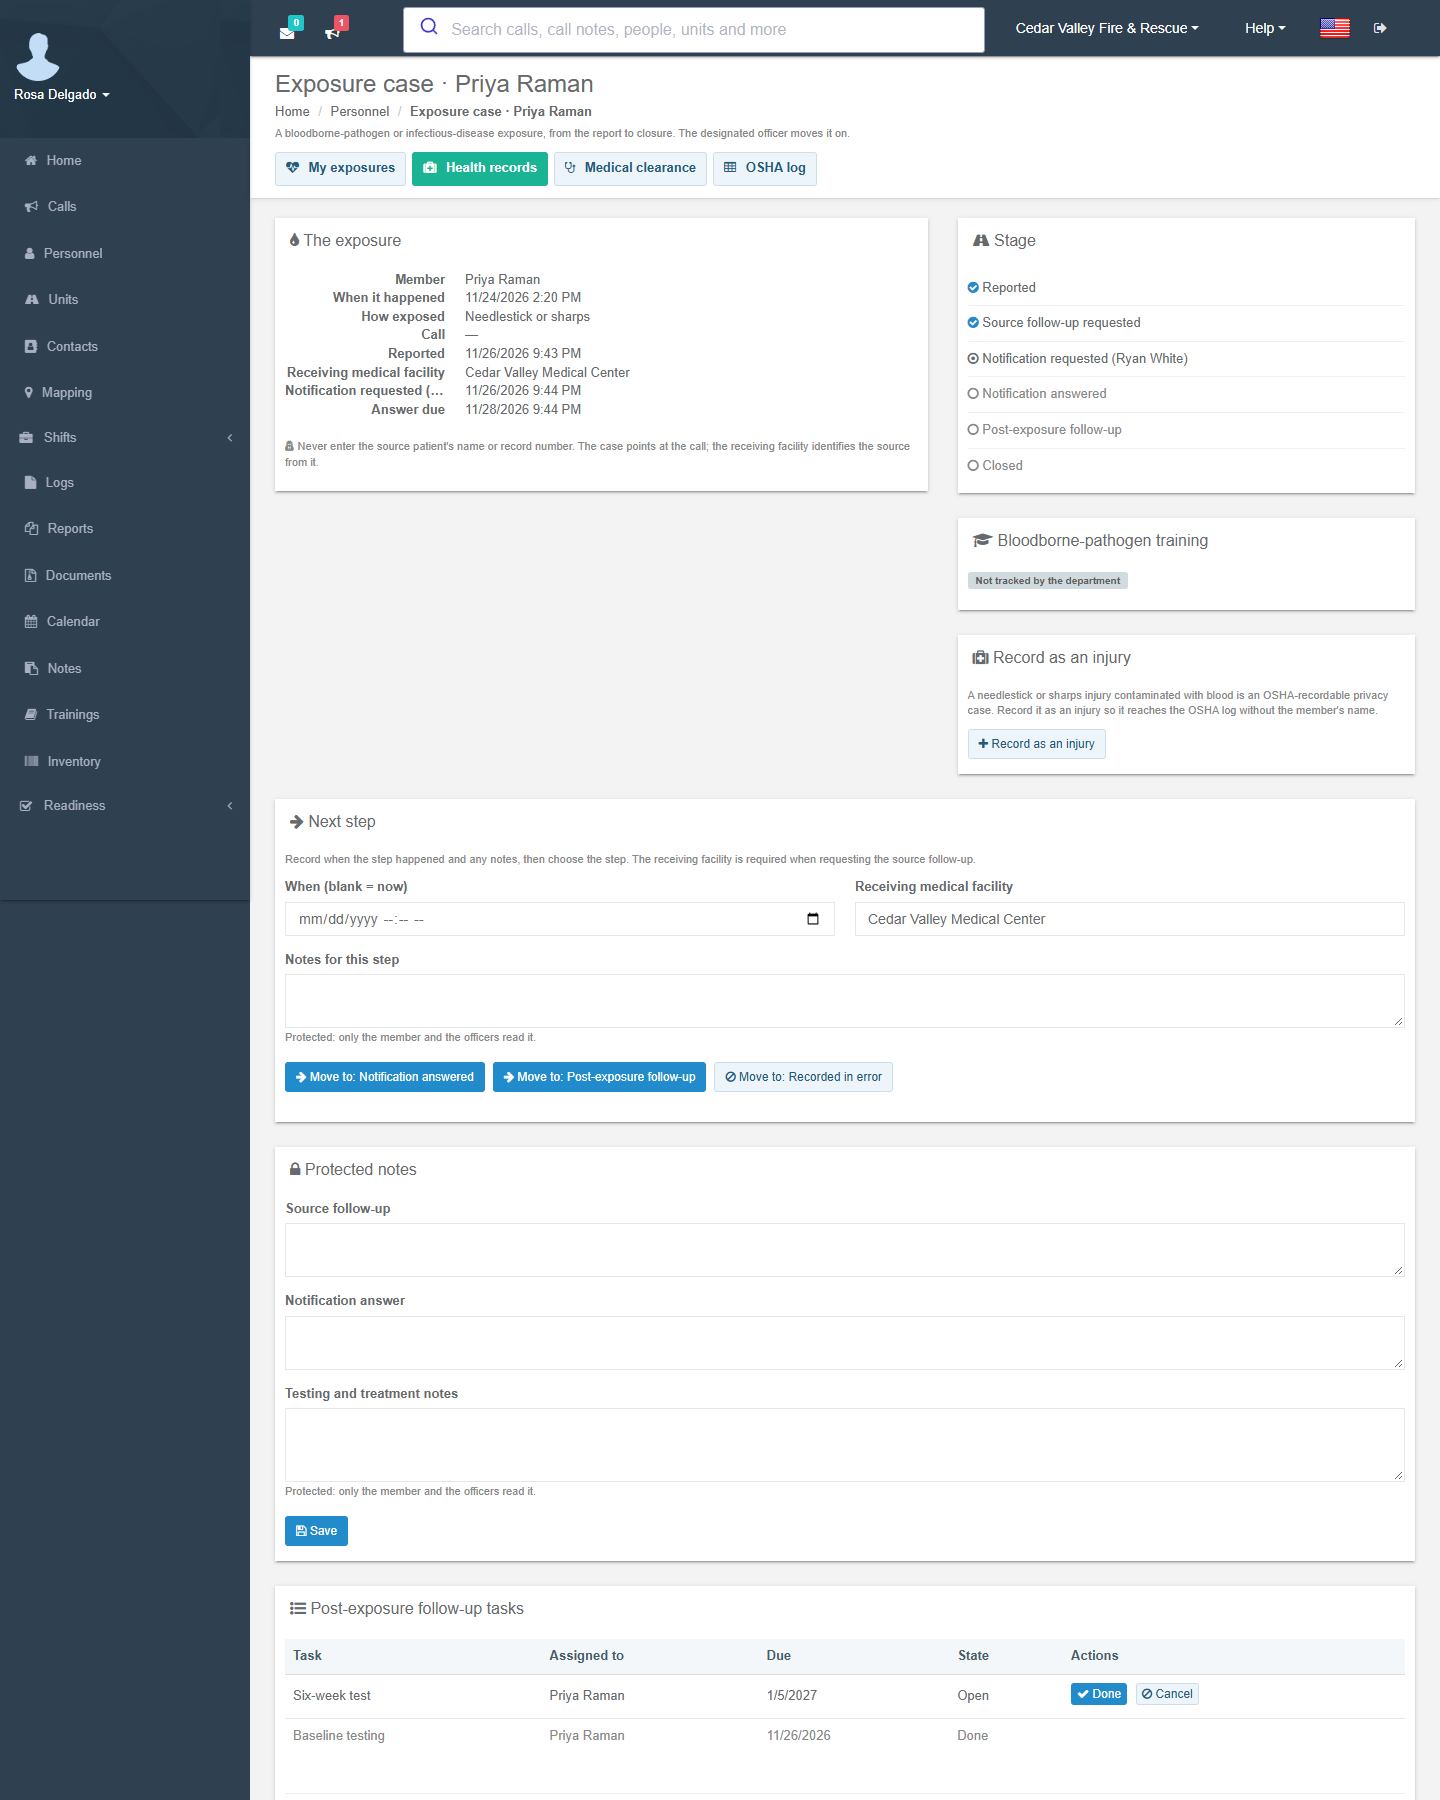 0
1
Search calls, call notes, people, units and more
Cedar Valley Fire & Rescue
Help
Rosa Delgado
Home
Calls
Personnel
Units
Contacts
Mapping
Shifts
Logs
Reports
Documents
Calendar
Notes
Trainings
Inventory
Readiness
Exposure case · Priya Raman
Home / Personnel / Exposure case · Priya Raman
A bloodborne-pathogen or infectious-disease exposure, from the report to closure. The designated officer moves it on.
My exposures
Health records
Medical clearance
OSHA log
The exposure
Member Priya Raman
When it happened 11/24/2026 2:20 PM
How exposed Needlestick or sharps
Call —
Reported 11/26/2026 9:43 PM
Receiving medical facility Cedar Valley Medical Center
Notification requested (... 11/26/2026 9:44 PM
Answer due 11/28/2026 9:44 PM
Never enter the source patient's name or record number. The case points at the call; the receiving facility identifies the source
from it.
Stage
Reported
Source follow-up requested
Notification requested (Ryan White)
Notification answered
Post-exposure follow-up
Closed
Bloodborne-pathogen training
Not tracked by the department
Record as an injury
A needlestick or sharps injury contaminated with blood is an OSHA-recordable privacy
case. Record it as an injury so it reaches the OSHA log without the member's name.
Record as an injury
Next step
Record when the step happened and any notes, then choose the step. The receiving facility is required when requesting the source follow-up.
When (blank = now)
mm/dd/yyyy --:-- --
Receiving medical facility
Cedar Valley Medical Center
Notes for this step
Protected: only the member and the officers read it.
Move to: Notification answered
Move to: Post-exposure follow-up
Move to: Recorded in error
Protected notes
Source follow-up
Notification answer
Testing and treatment notes
Protected: only the member and the officers read it.
Save
Post-exposure follow-up tasks
Task Assigned to Due State Actions
Six-week test Priya Raman 1/5/2027 Open Done Cancel
Baseline testing Priya Raman 11/26/2026 Done